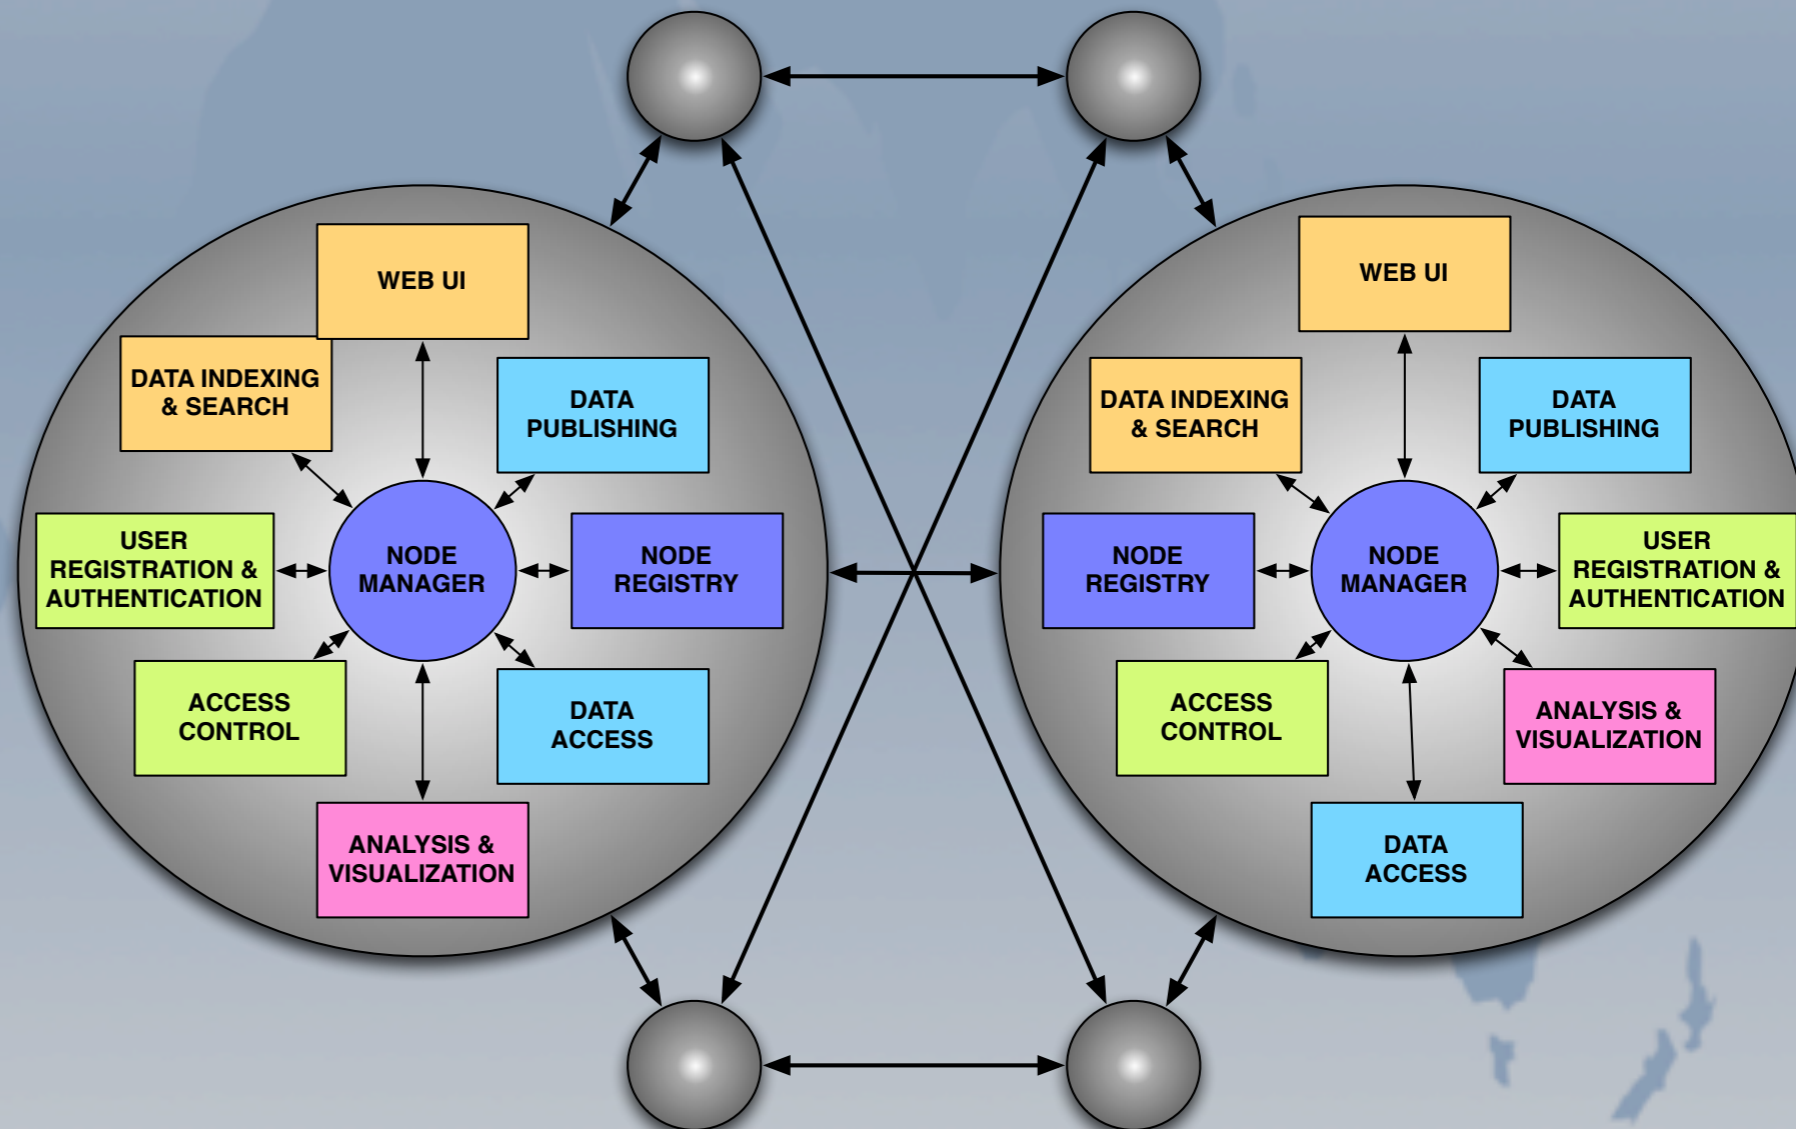 WEB UI
DATA INDEXING
& SEARCH
DATA
PUBLISHING
USER
REGISTRATION &
AUTHENTICATION
NODE
MANAGER
NODE
REGISTRY
ACCESS
CONTROL
DATA
ACCESS
ANALYSIS &
VISUALIZATION
WEB UI
DATA INDEXING
& SEARCH
DATA
PUBLISHING
NODE
REGISTRY
NODE
MANAGER
USER
REGISTRATION &
AUTHENTICATION
ACCESS
CONTROL
ANALYSIS &
VISUALIZATION
DATA
ACCESS